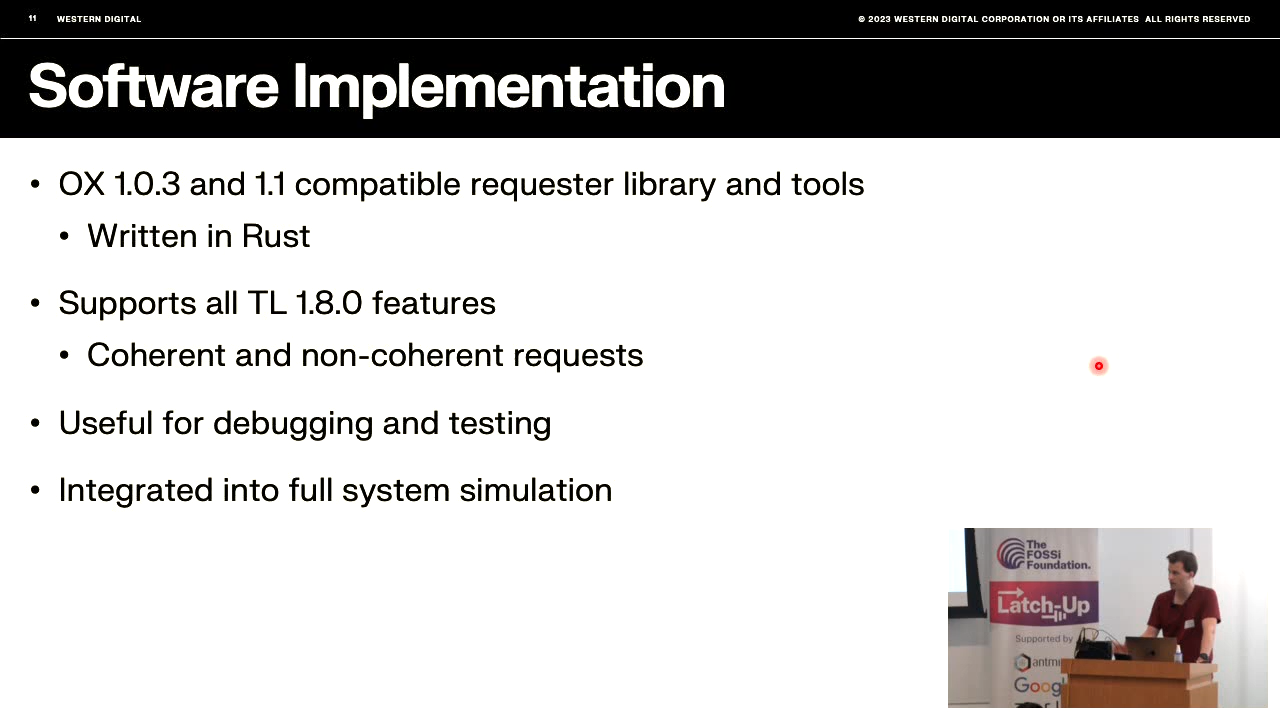 11 WESTERN DIGITAL
© 2023 WESTERN DIGITAL CORPORATION OR ITS AFFILIATES ALL RIGHTS RESERVED
Software Implementation
• OX 1.0.3 and 1.1 compatible requester library and tools
• Written in Rust
• Supports all TL 1.8.0 features
• Coherent and non-coherent requests
• Useful for debugging and testing
• Integrated into full system simulation
The
FOSSi
Foundation.
Latch-Up
Supported by